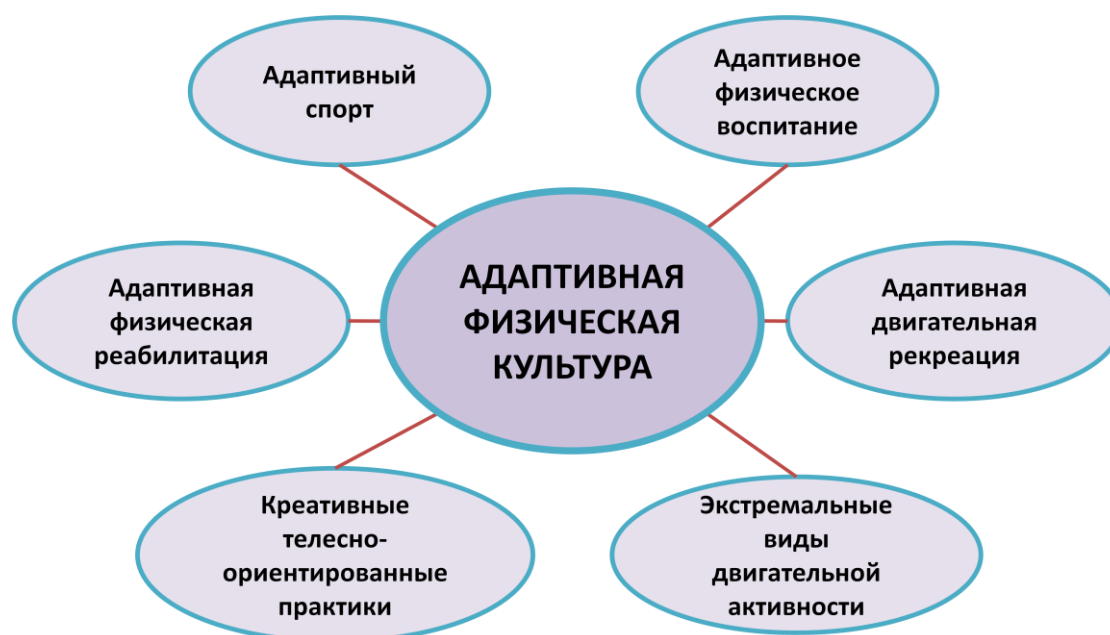 Адаптивный
спорт
Адаптивное
физическое
воспитание
Адаптивная
физическая
реабилитация
АДАПТИВНАЯ
ФИЗИЧЕСКАЯ
КУЛЬТУРА
Адаптивная
двигательная
рекреация
Креативные
телесно-
ориентированные
практики
Экстремальные
виды
двигательной
активности